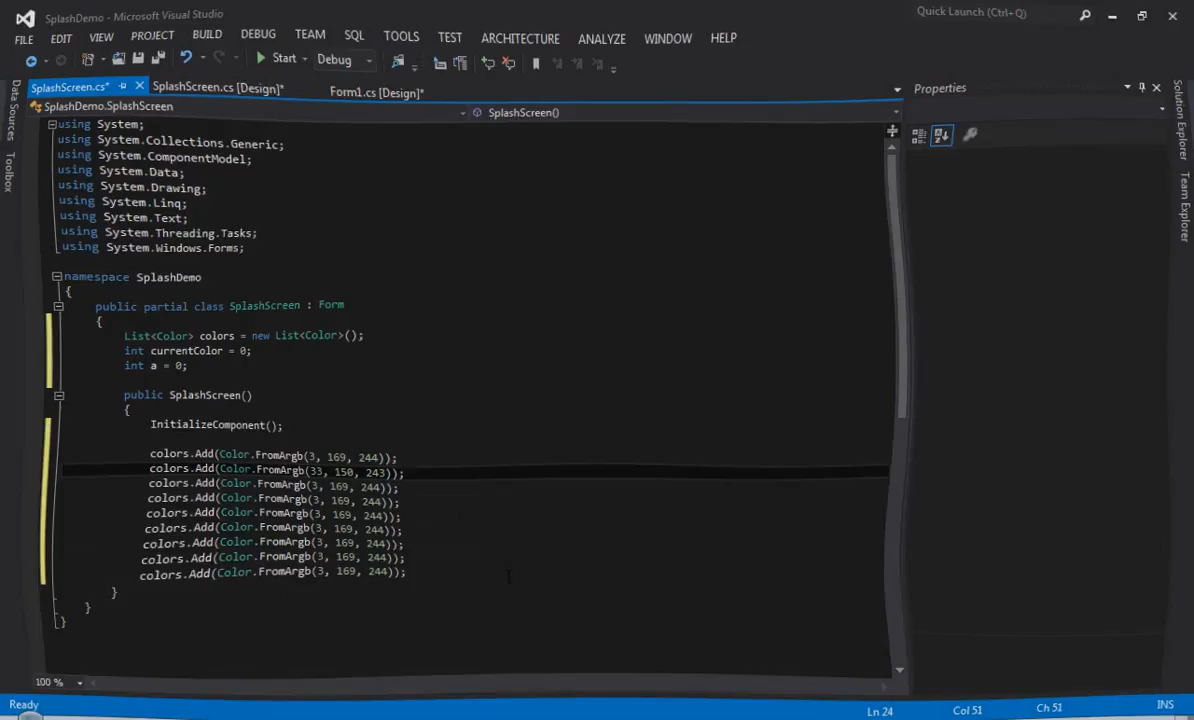 SplashDemo - Microsoft Visual Studio
Quick Launch (Ctrl+Q)
FILE EDIT VIEW PROJECT BUILD DEBUG TEAM SQL TOOLS TEST ARCHITECTURE ANALYZE WINDOW HELP
Start Debug
SplashScreen.cs* SplashScreen.cs [Design]* Form1.cs [Design]*
Properties
SplashDemo.SplashScreen SplashScreen()
Data Sources
Toolbox
Solution Explorer
Team Explorer
using System;
using System.Collections.Generic;
using System.ComponentModel;
using System.Data;
using System.Drawing;
using System.Linq;
using System.Text;
using System.Threading.Tasks;
using System.Windows.Forms;
namespace SplashDemo
{
public partial class SplashScreen : Form
{
List<Color> colors = new List<Color>();
int currentColor = 0;
int a = 0;
public SplashScreen()
{
InitializeComponent();
colors.Add(Color.FromArgb(3, 169, 244));
colors.Add(Color.FromArgb(33, 150, 243));
colors.Add(Color.FromArgb(3, 169, 244));
colors.Add(Color.FromArgb(3, 169, 244));
colors.Add(Color.FromArgb(3, 169, 244));
colors.Add(Color.FromArgb(3, 169, 244));
colors.Add(Color.FromArgb(3, 169, 244));
colors.Add(Color.FromArgb(3, 169, 244));
colors.Add(Color.FromArgb(3, 169, 244));
}
}
}
100 %
Ready Ln 24 Col 51 Ch 51 INS